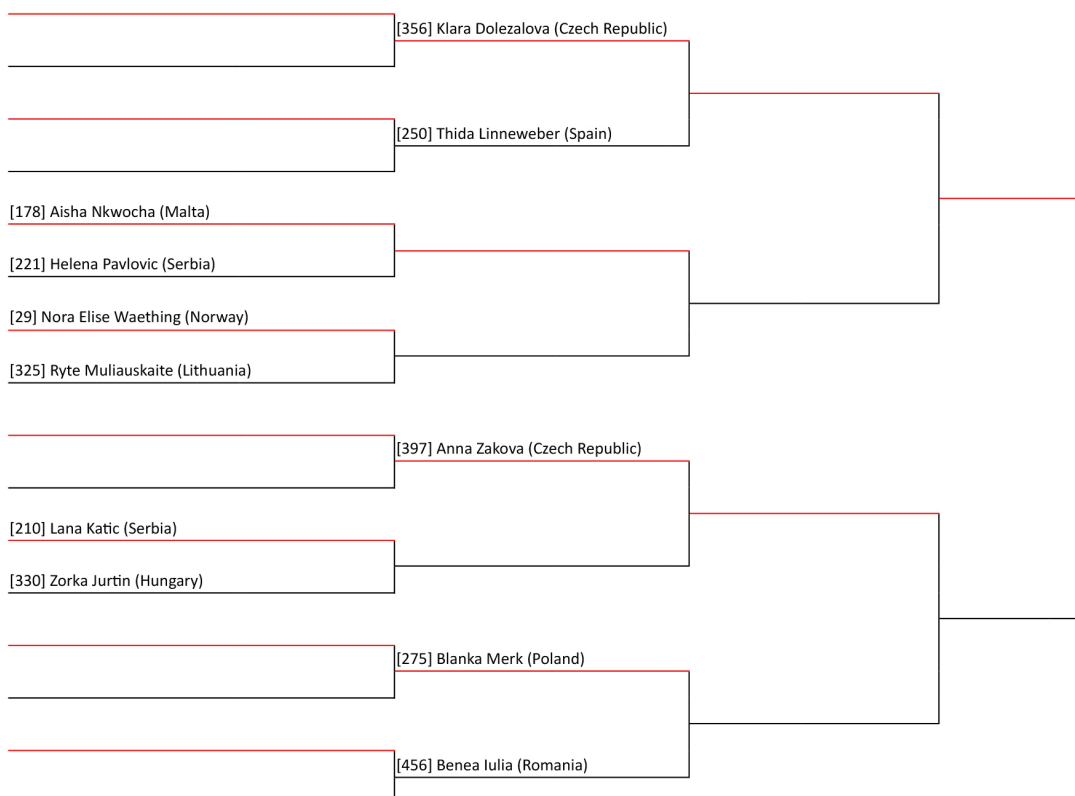 [356] Klara Dolezalova (Czech Republic)
[250] Thida Linneweber (Spain)
[178] Aisha Nkwocha (Malta)
[221] Helena Pavlovic (Serbia)
[29] Nora Elise Waething (Norway)
[325] Ryte Muliauskaite (Lithuania)
[397] Anna Zakova (Czech Republic)
[210] Lana Katic (Serbia)
[330] Zorka Jurtin (Hungary)
[275] Blanka Merk (Poland)
[456] Benea Iulia (Romania)